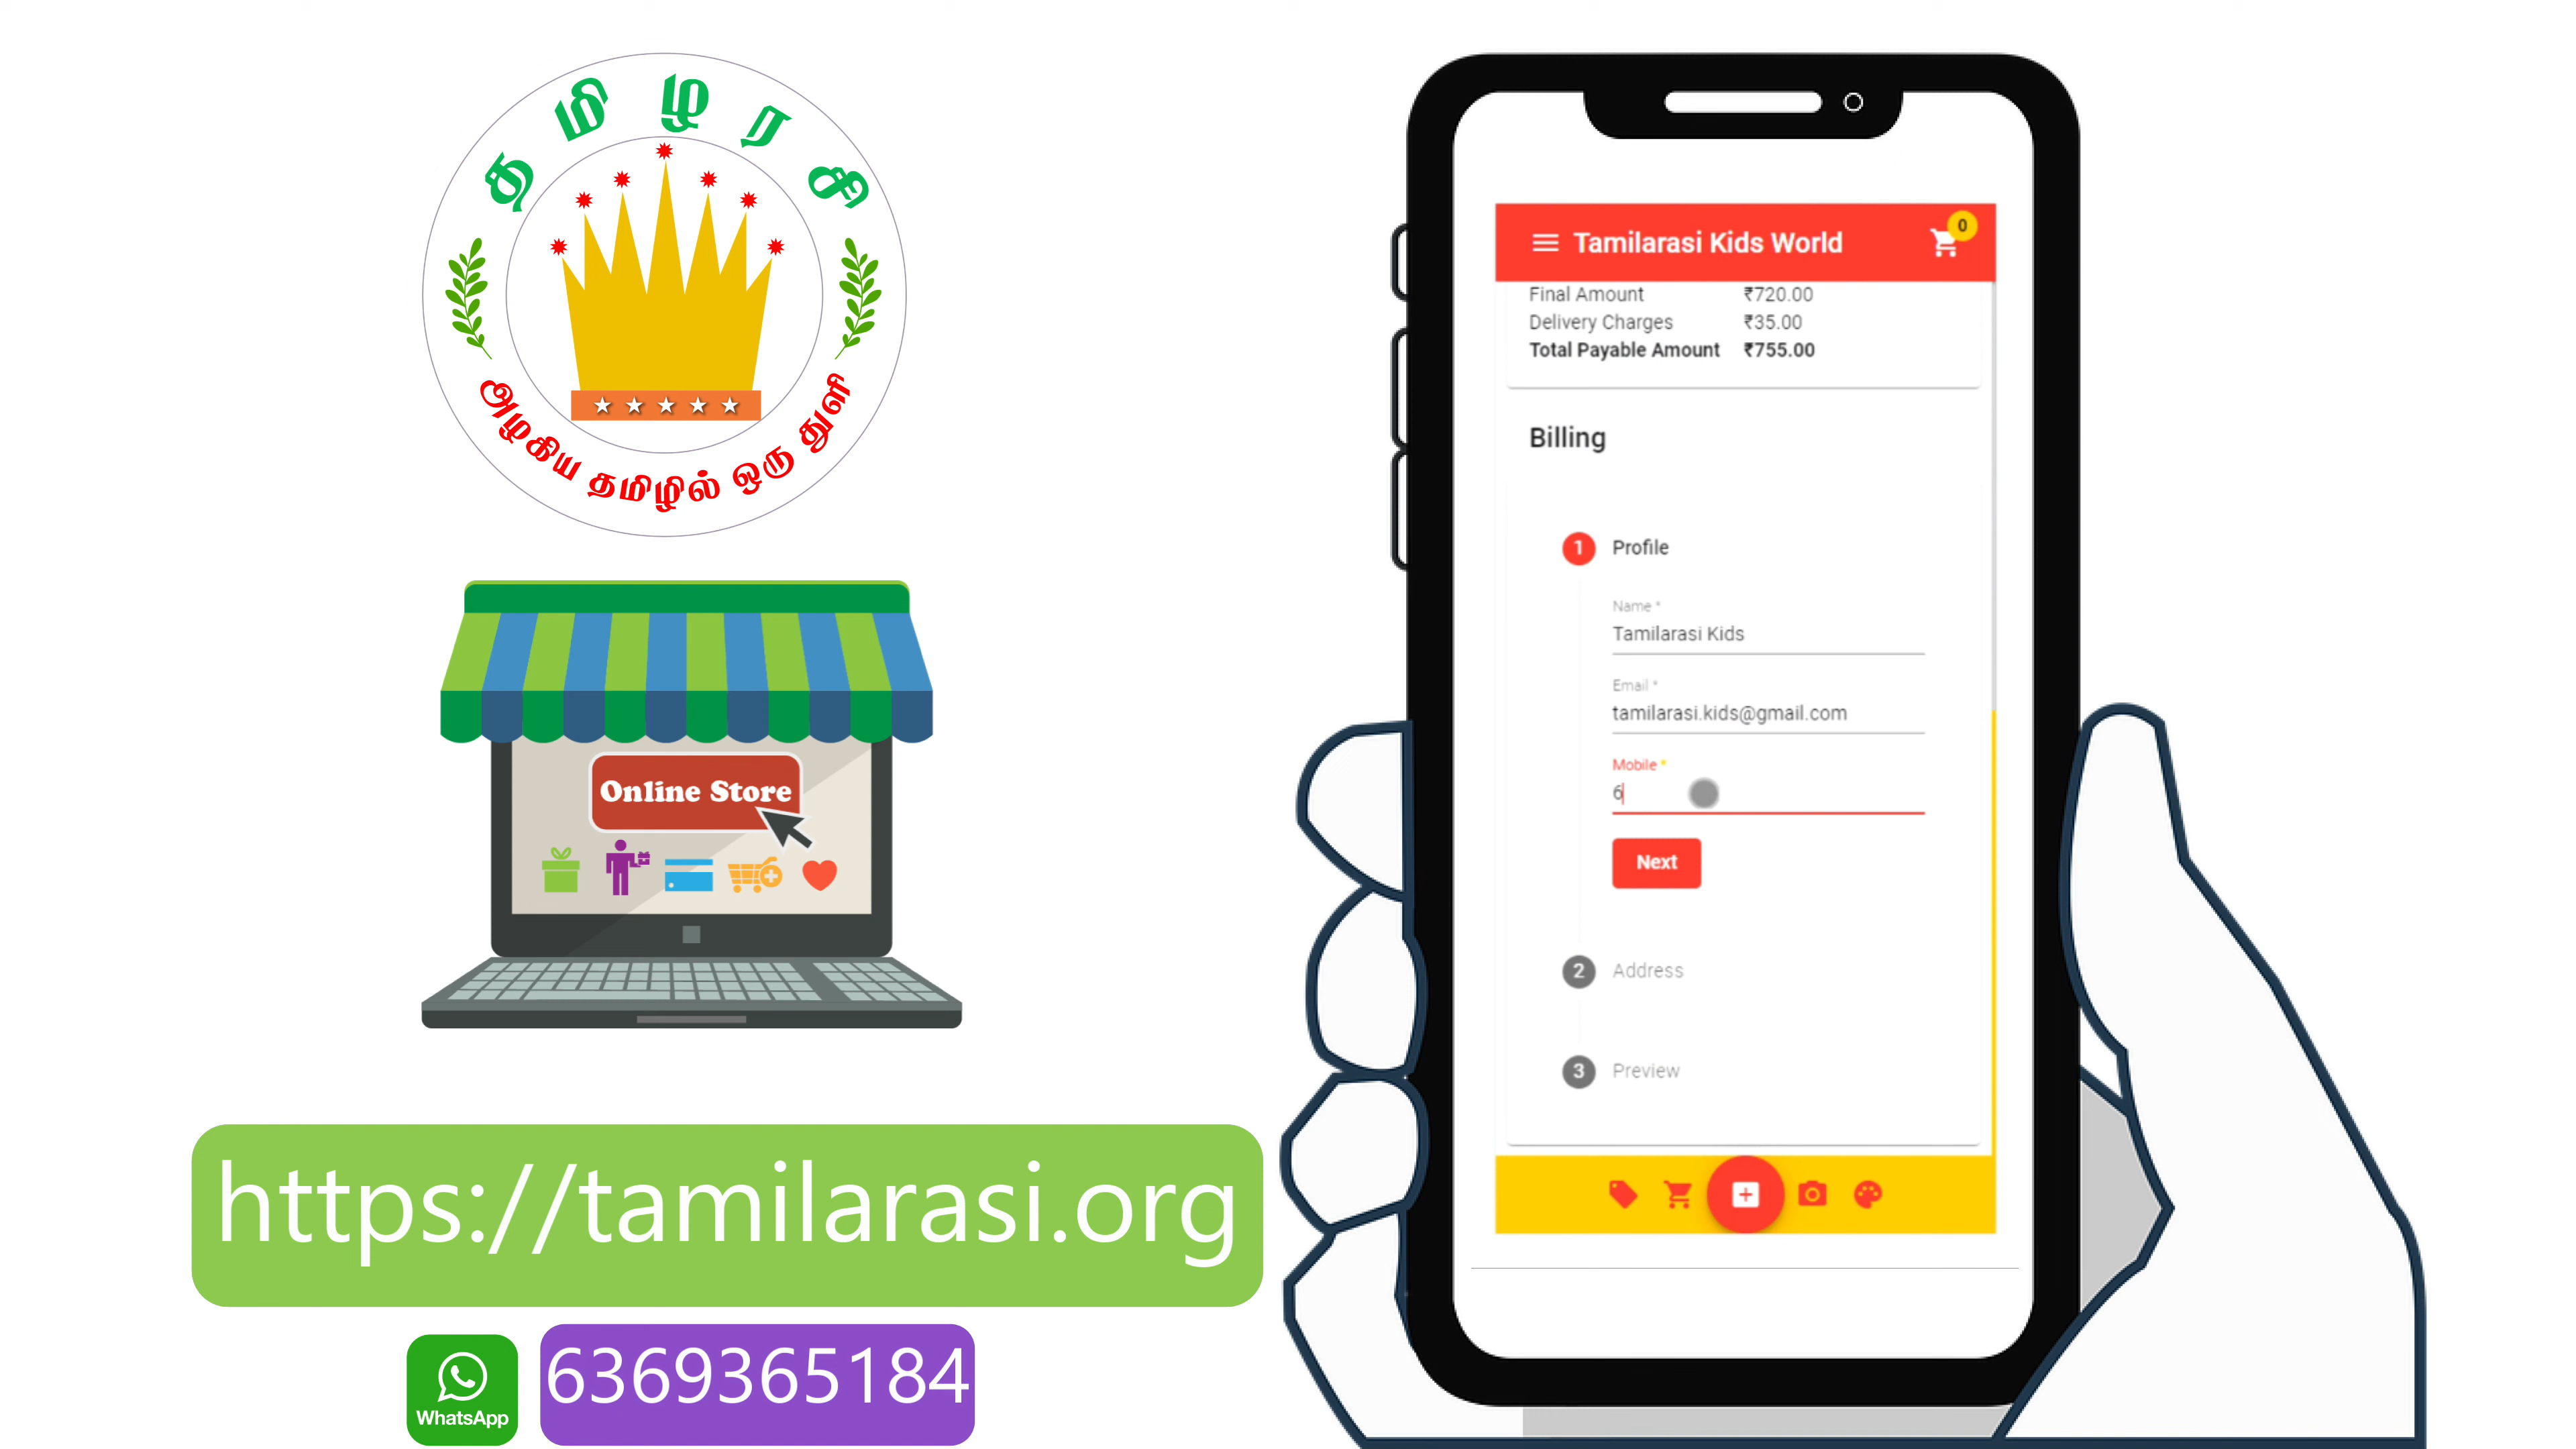 தமிழரசி
அழகிய தமிழில் ஒரு துளி
Online Store
https://tamilarasi.org
WhatsApp
6369365184
Tamilarasi Kids World
0
Final Amount ₹720.00
Delivery Charges ₹35.00
Total Payable Amount ₹755.00
Billing
1 Profile
Name *
Tamilarasi Kids
Email *
tamilarasi.kids@gmail.com
Mobile *
6
Next
2 Address
3 Preview